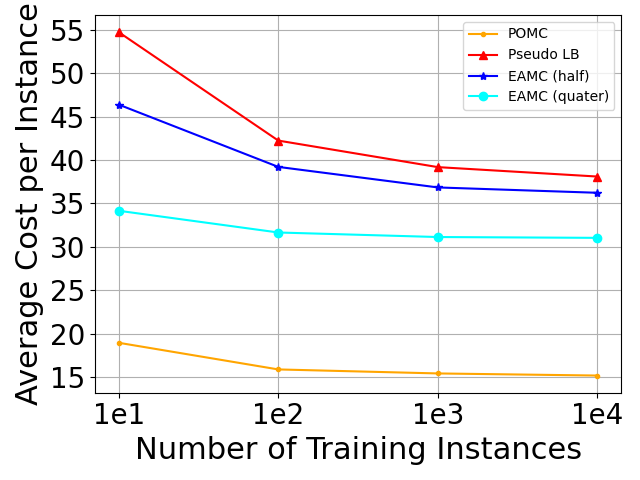 Average Cost per Instance
55
50
45
40
35
30
25
20
15
POMC
Pseudo LB
EAMC (half)
EAMC (quater)
1e1 1e2 1e3 1e4
Number of Training Instances